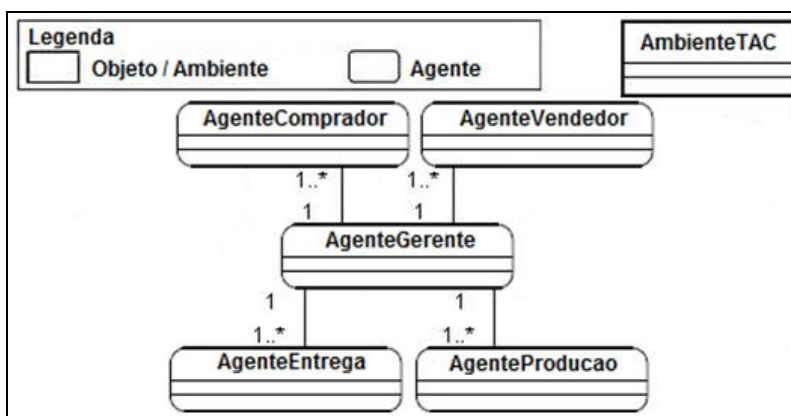 Legenda
Objeto / Ambiente
Agente
AmbienteTAC
AgenteComprador
AgenteVendedor
1..*
1..*
1
1
AgenteGerente
1
1
1..*
1..*
AgenteEntrega
AgenteProducao